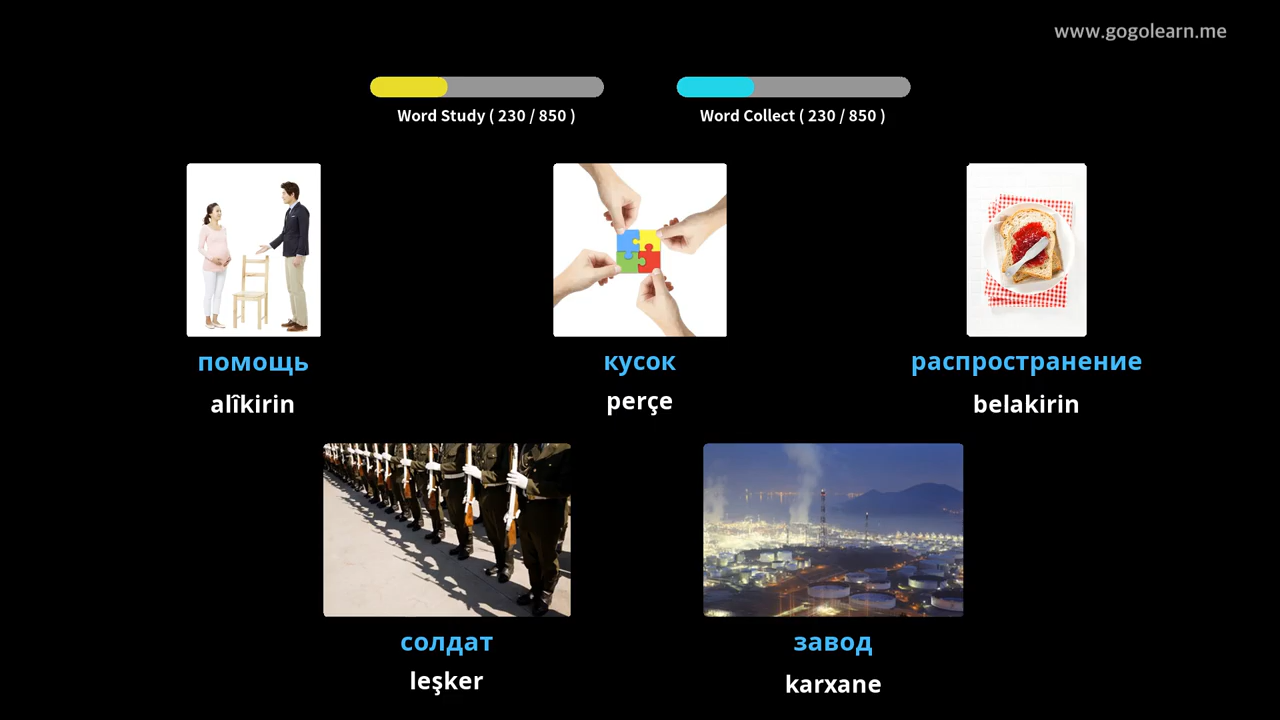 www.gogolearn.me
Word Study ( 230 / 850 )
Word Collect ( 230 / 850 )
помощь
кусок
распространение
alîkirin
perçe
belakirin
солдат
завод
leşker
karxane